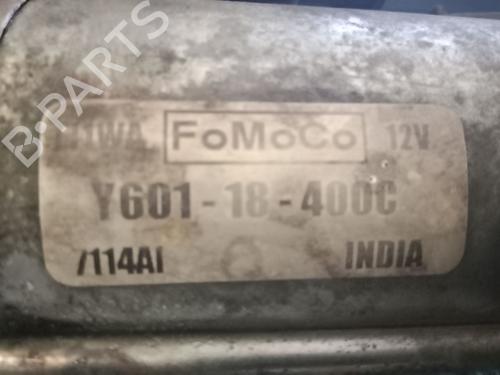 B-PARTS
FoMoCo 12V
Y601-18-400C
7114AI INDIA